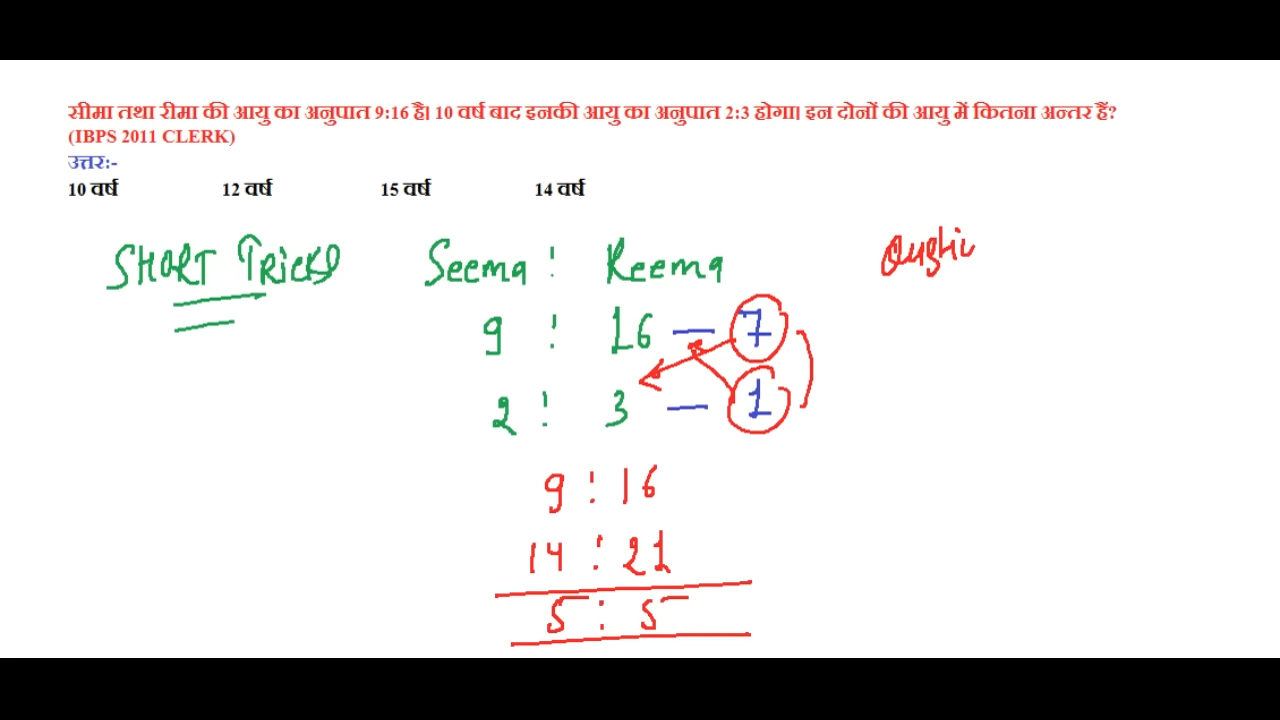 सीमा तथा रीमा की आयु का अनुपात 9:16 है। 10 वर्ष बाद इनकी आयु का अनुपात 2:3 होगा। इन दोनों की आयु में कितना अन्तर हैं?
(IBPS 2011 CLERK)
उत्तरः-
10 वर्ष 12 वर्ष 15 वर्ष 14 वर्ष
SHORT TRICKS Seema : Reema
9 : 16 — 7
2 : 3 — 1
9 : 16
14 : 21
5 : 5